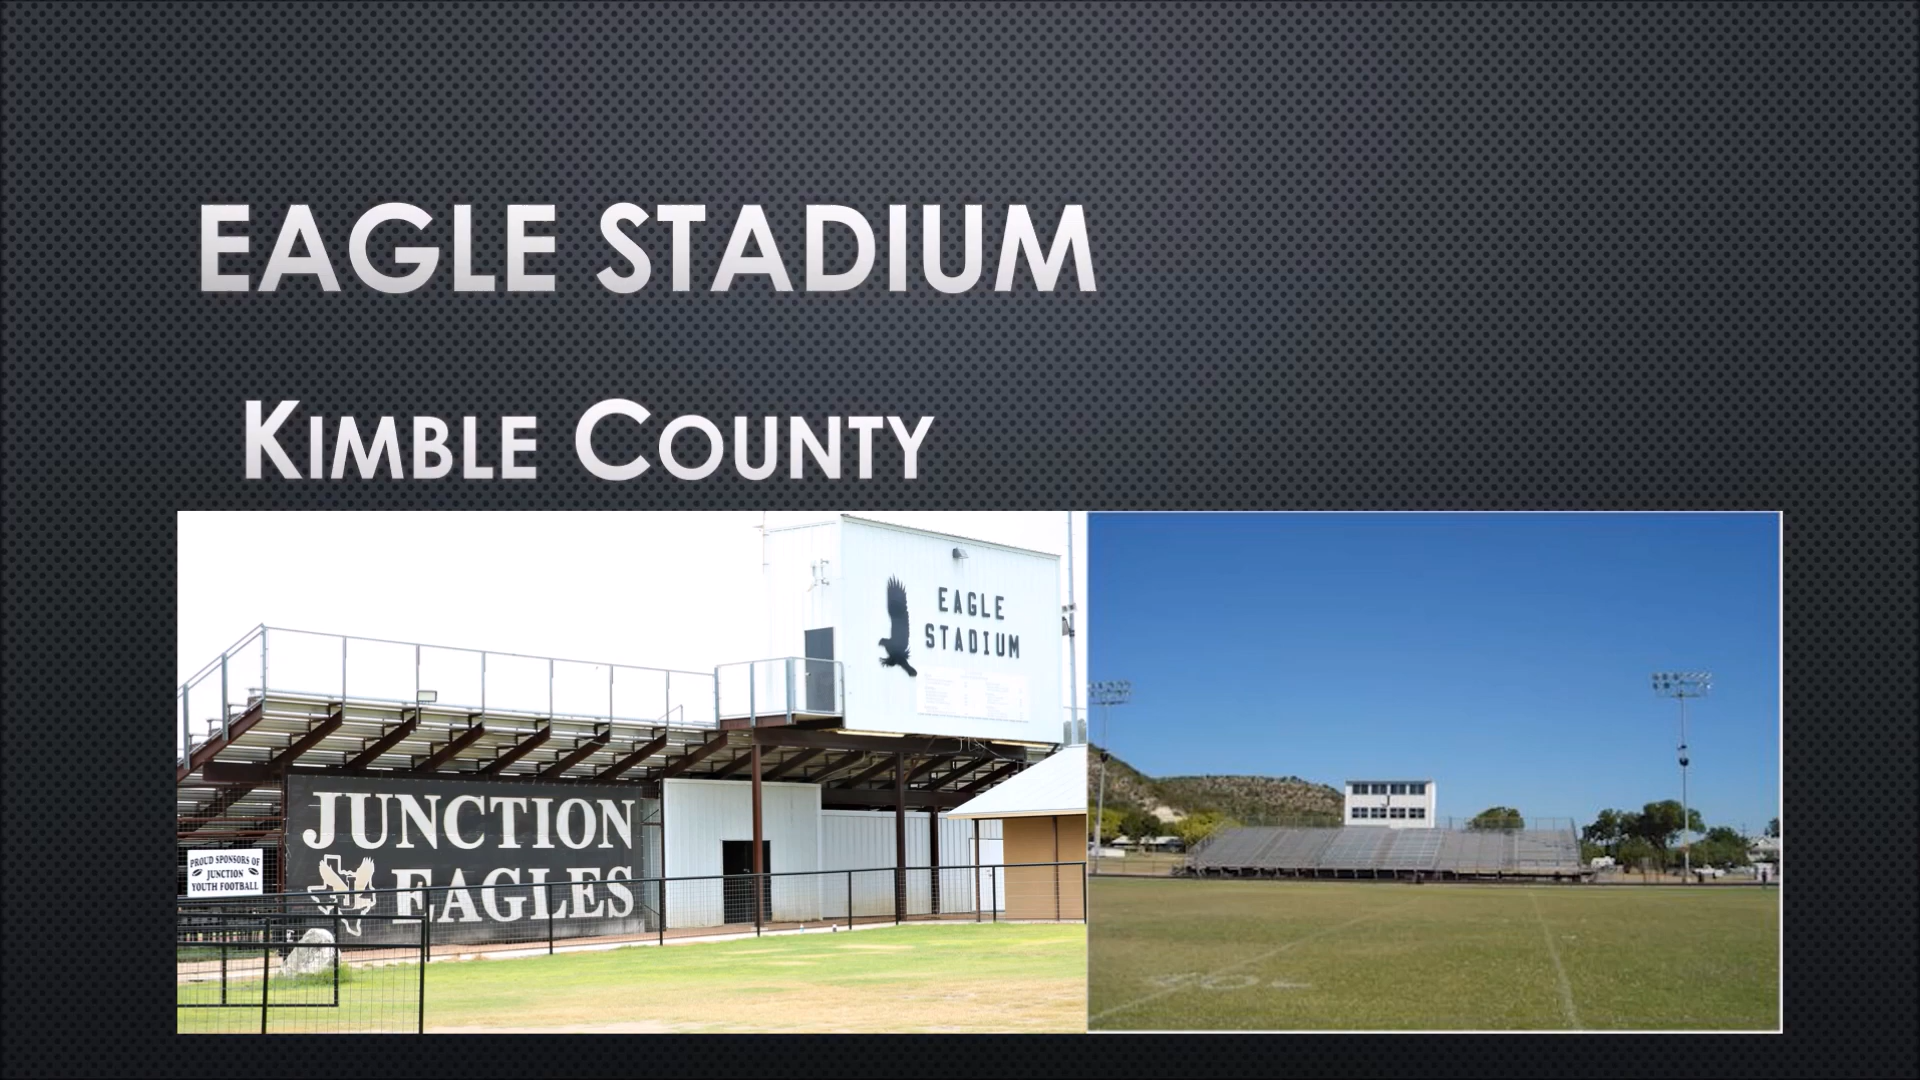 EAGLE STADIUM
KIMBLE COUNTY
EAGLE
STADIUM
JUNCTION
EAGLES
PROUD SPONSORS OF
JUNCTION
YOUTH FOOTBALL